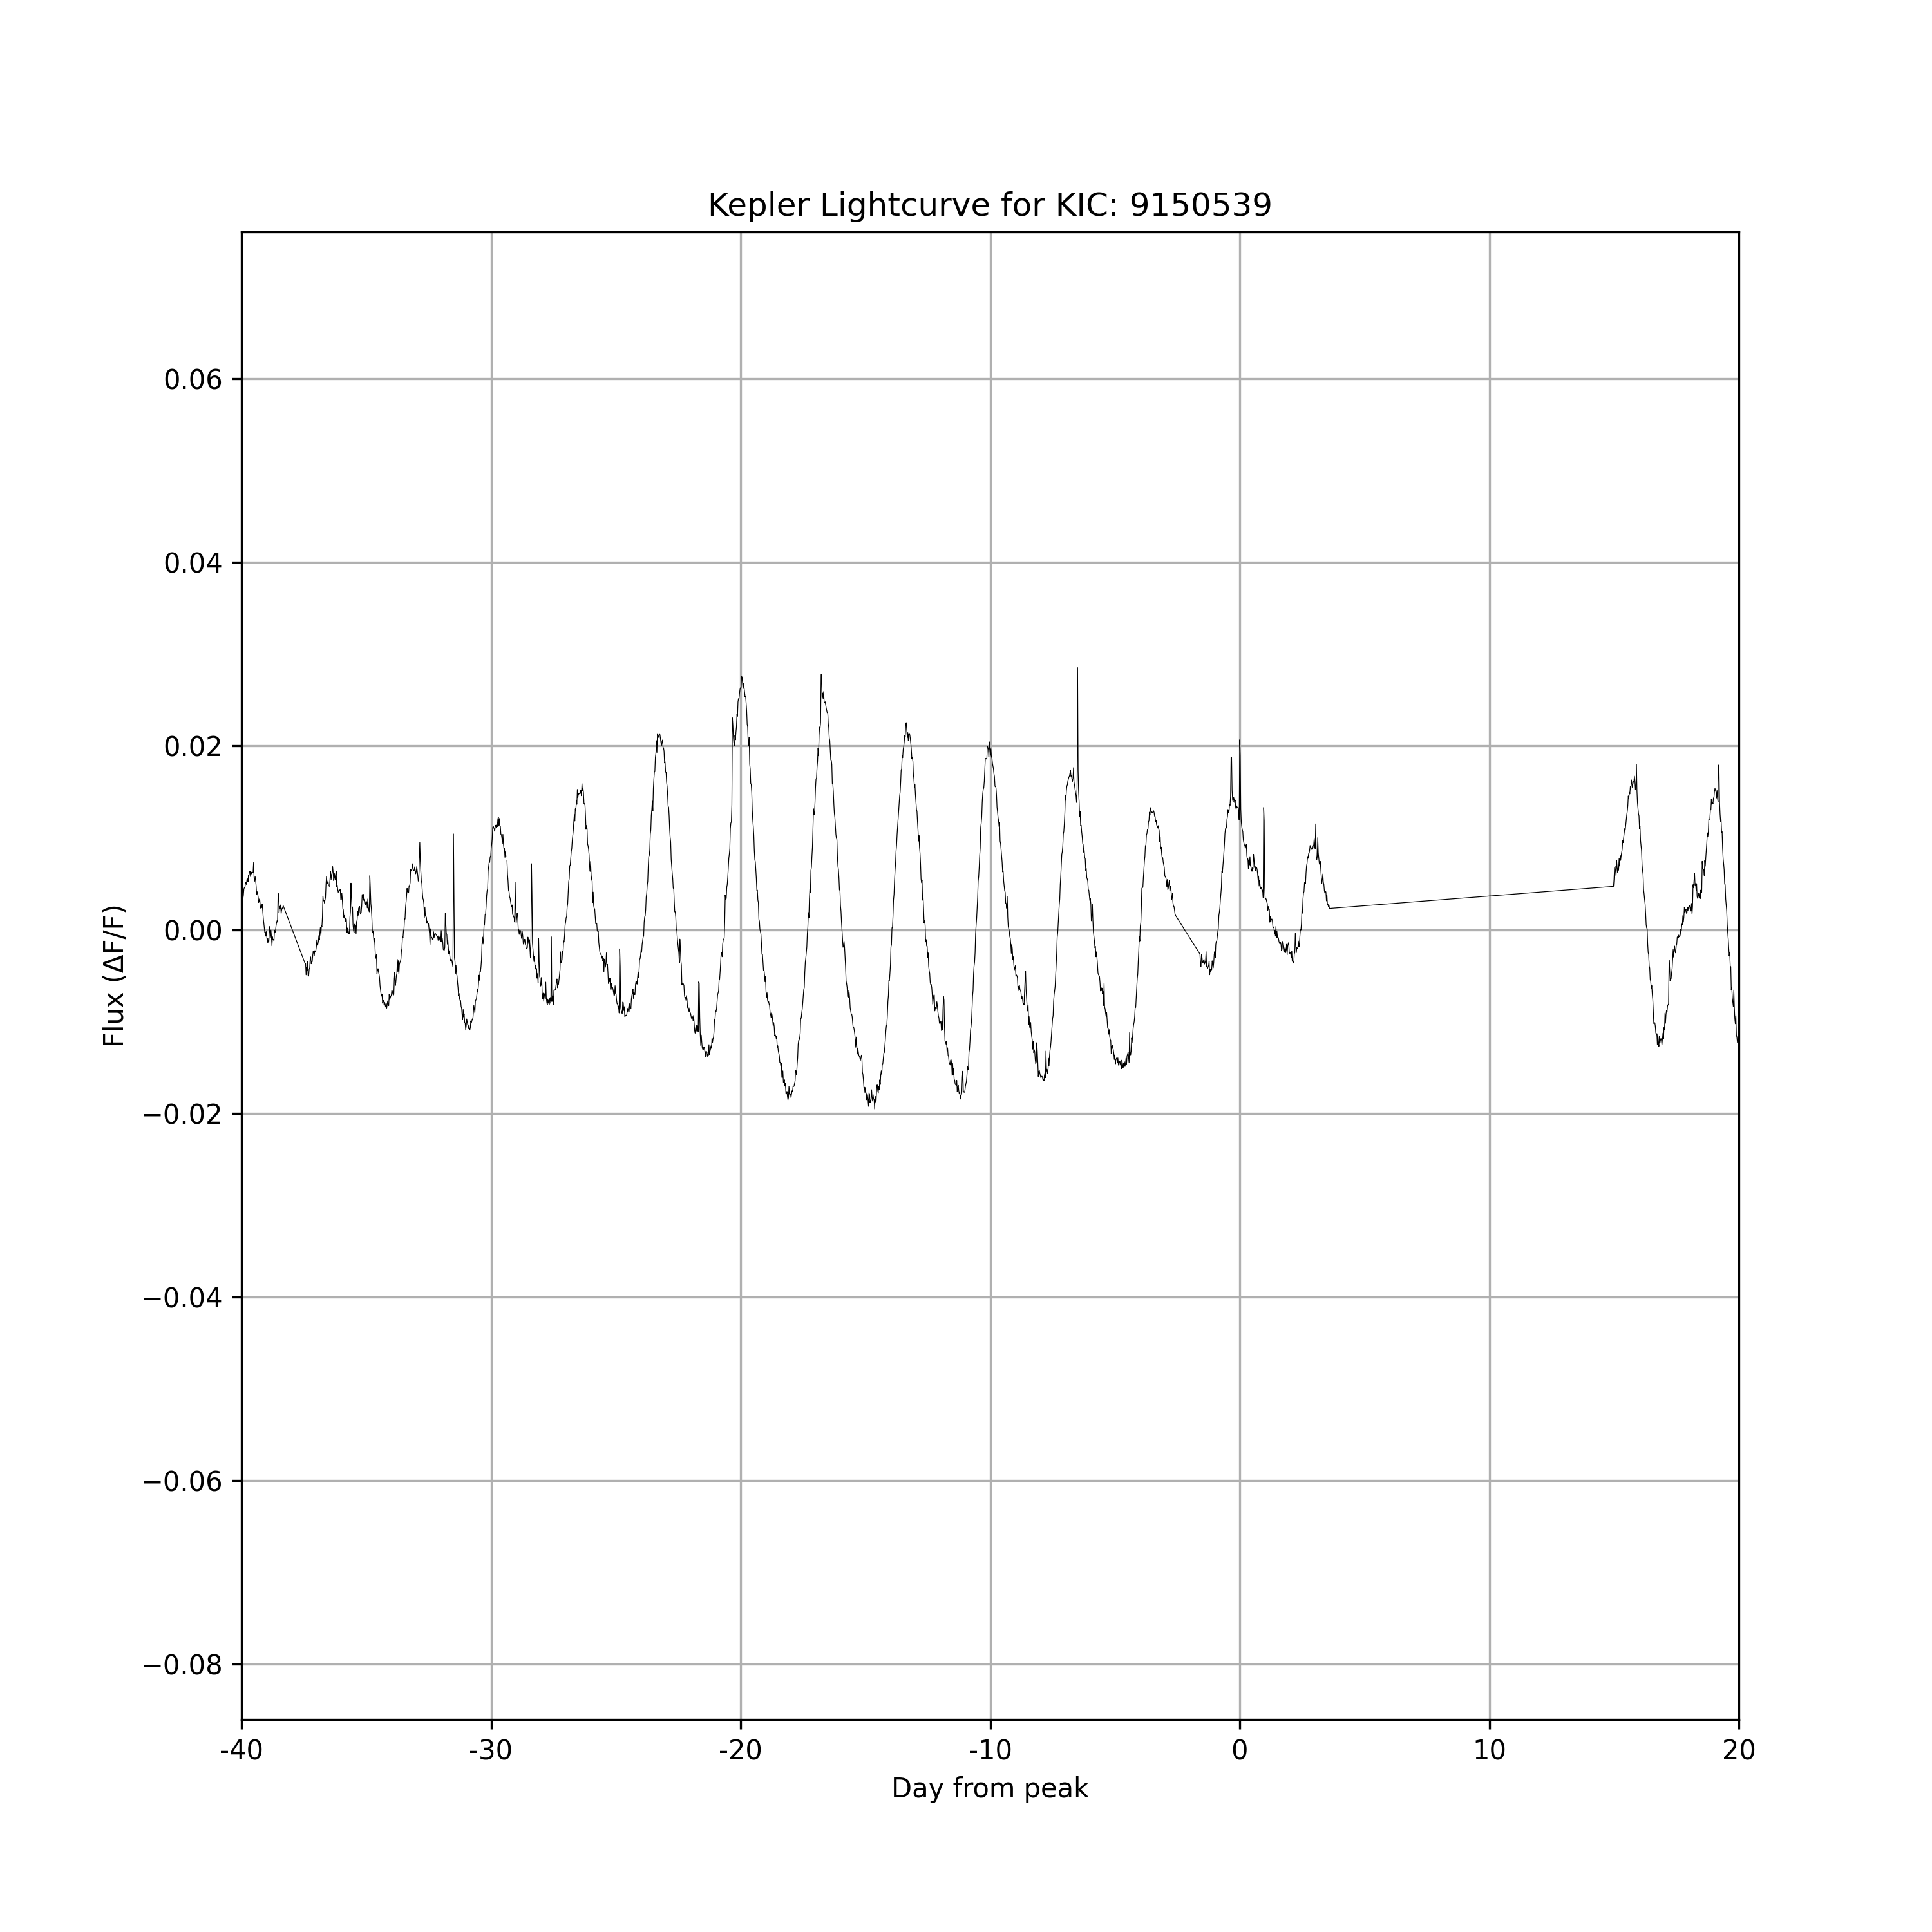 Kepler Lightcurve for KIC: 9150539
0.06
0.04
0.02
0.00
−0.02
−0.04
−0.06
−0.08
Flux (ΔF/F)
-40 -30 -20 -10 0 10 20
Day from peak